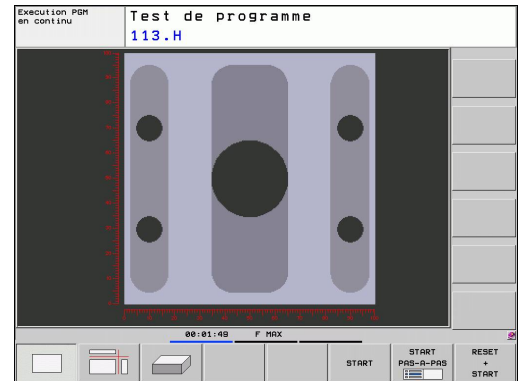 Execution PGM
en continu
Test de programme
113.H
00:01:49 F MAX
START
START
PAS-A-PAS
RESET
+
START